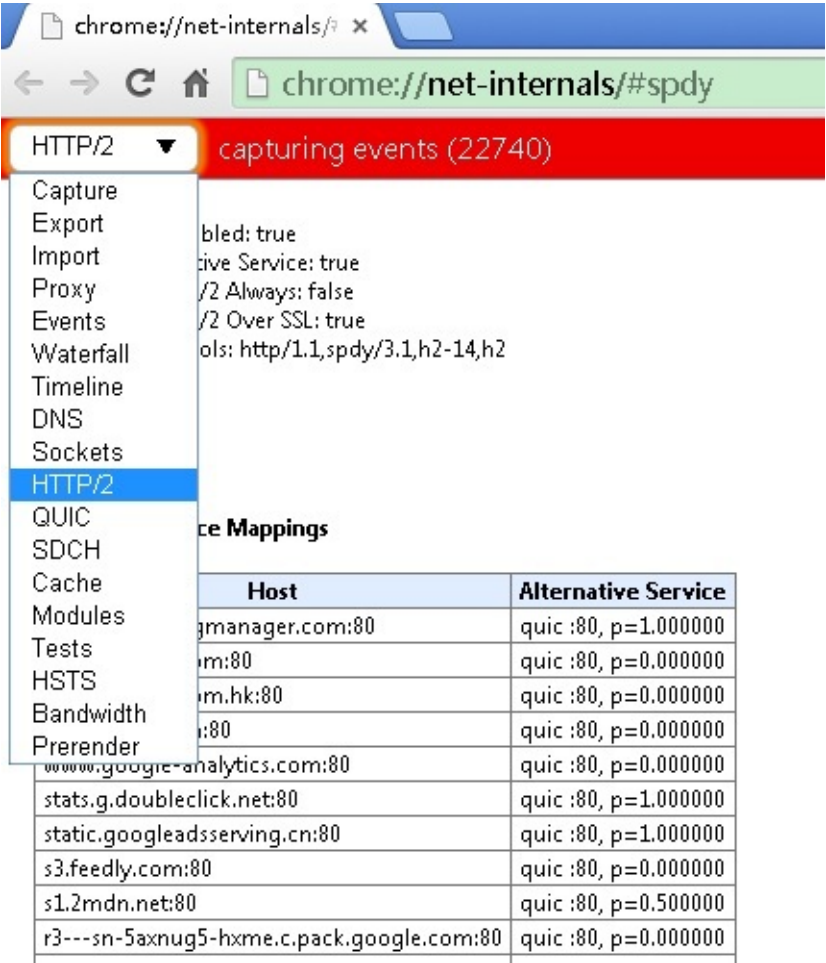 chrome://net-internals/
chrome://net-internals/#spdy
HTTP/2 capturing events (22740)
Capture
Export
Import
Proxy
Events
Waterfall
Timeline
DNS
Sockets
HTTP/2
QUIC
SDCH
Cache
Modules
Tests
HSTS
Bandwidth
Prerender
bled: true
tive Service: true
/2 Always: false
/2 Over SSL: true
ols: http/1.1,spdy/3.1,h2-14,h2
ce Mappings
Host Alternative Service
gmanager.com:80 quic :80, p=1.000000
om:80 quic :80, p=0.000000
om.hk:80 quic :80, p=0.000000
:80 quic :80, p=0.000000
www.google-analytics.com:80 quic :80, p=0.000000
stats.g.doubleclick.net:80 quic :80, p=1.000000
static.googleadsserving.cn:80 quic :80, p=1.000000
s3.feedly.com:80 quic :80, p=0.000000
s1.2mdn.net:80 quic :80, p=0.500000
r3---sn-5axnug5-hxme.c.pack.google.com:80 quic :80, p=0.000000